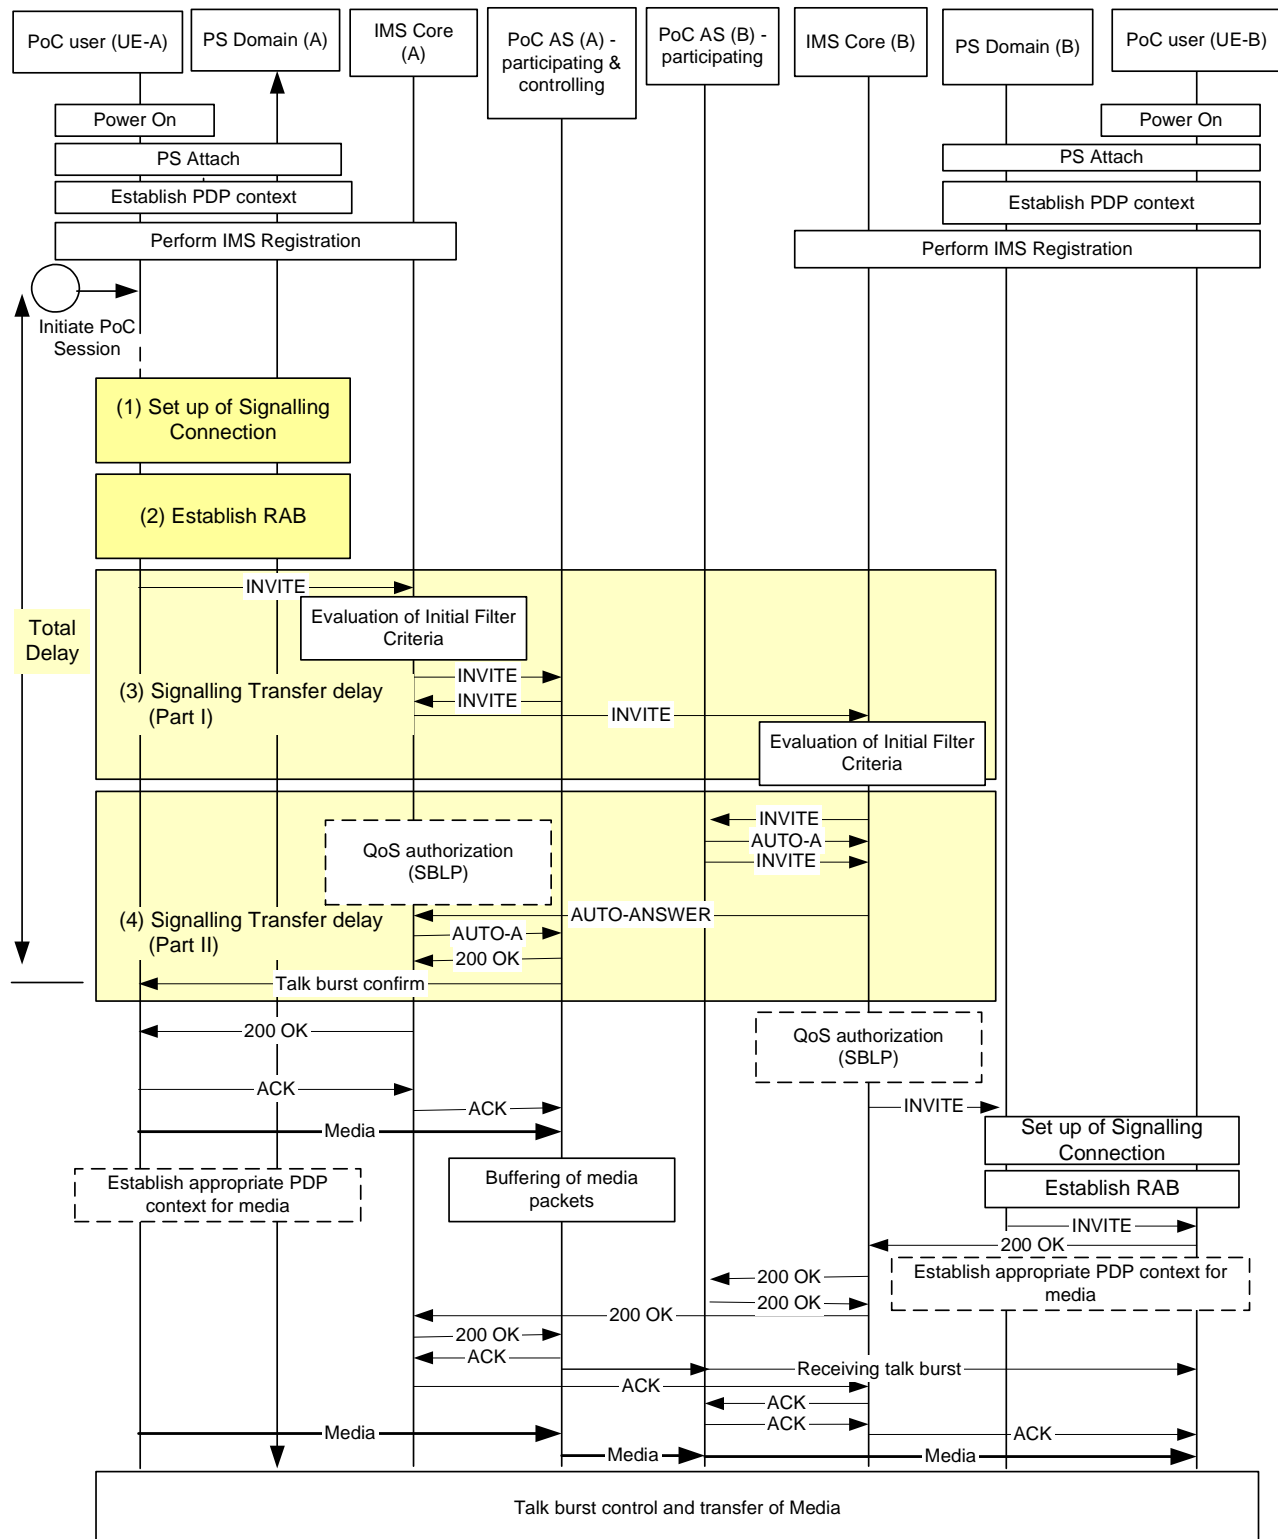 PoC user (UE-A)
PS Domain (A)
IMS Core
(A)
PoC AS (A) -
participating &
controlling
PoC AS (B) -
participating
IMS Core (B)
PS Domain (B)
PoC user (UE-B)
Power On
Power On
PS Attach
PS Attach
Establish PDP context
Establish PDP context
Perform IMS Registration
Perform IMS Registration
Initiate PoC
Session
(1) Set up of Signalling
Connection
(2) Establish RAB
INVITE
Evaluation of Initial Filter
Criteria
Total
Delay
INVITE
(3) Signalling Transfer delay
(Part I)
INVITE
INVITE
Evaluation of Initial Filter
Criteria
INVITE
AUTO-A
INVITE
QoS authorization
(SBLP)
AUTO-ANSWER
(4) Signalling Transfer delay
(Part II)
AUTO-A
200 OK
Talk burst confirm
200 OK
QoS authorization
(SBLP)
ACK
ACK
INVITE
Media
Set up of Signalling
Connection
Establish appropriate PDP
context for media
Buffering of media
packets
Establish RAB
INVITE
200 OK
Establish appropriate PDP context for
media
200 OK
200 OK
200 OK
200 OK
ACK
Receiving talk burst
ACK
ACK
ACK
ACK
Media
Media
Media
Talk burst control and transfer of Media